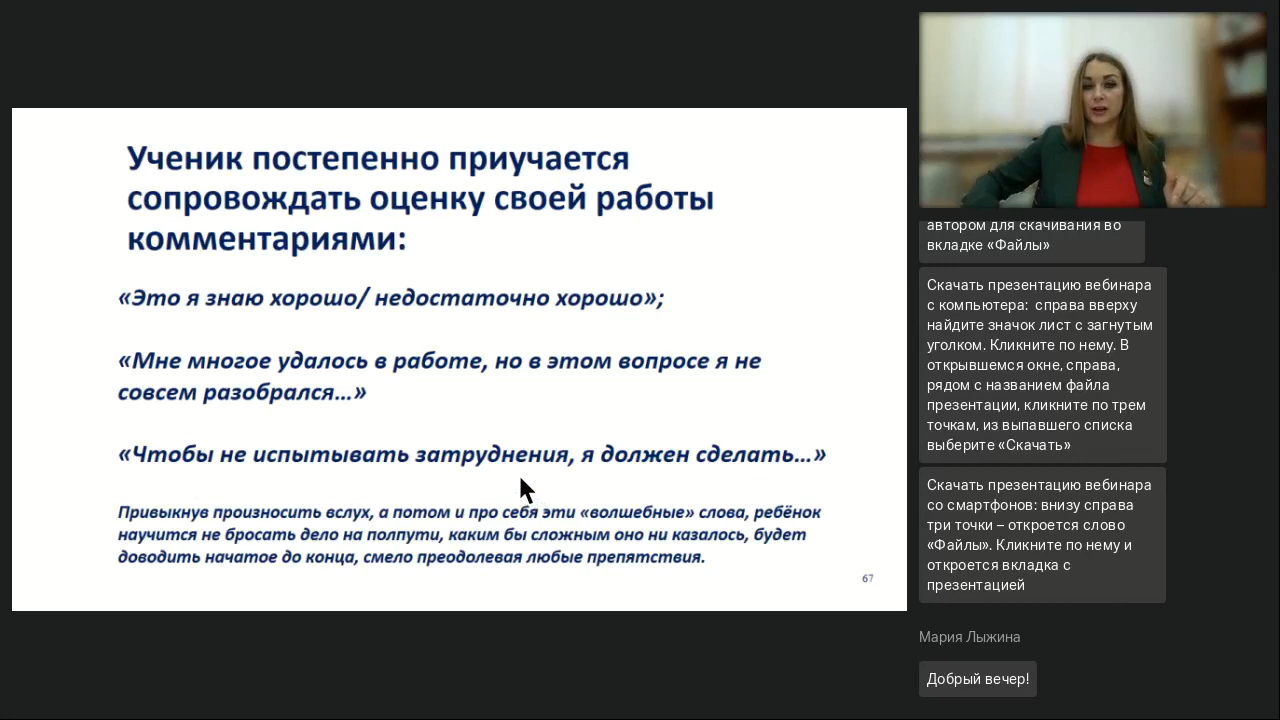 Ученик постепенно приучается
сопровождать оценку своей работы
комментариями:
«Это я знаю хорошо/ недостаточно хорошо»;
«Мне многое удалось в работе, но в этом вопросе я не
совсем разобрался...»
«Чтобы не испытывать затруднения, я должен сделать...»
Привыкнув произносить вслух, а потом и про себя эти «волшебные» слова, ребёнок
научится не бросать дело на полпути, каким бы сложным оно ни казалось, будет
доводить начатое до конца, смело преодолевая любые препятствия.
67
автором для скачивания во
вкладке «Файлы»
Скачать презентацию вебинара
с компьютера: справа вверху
найдите значок лист с загнутым
уголком. Кликните по нему. В
открывшемся окне, справа,
рядом с названием файла
презентации, кликните по трем
точкам, из выпавшего списка
выберите «Скачать»
Скачать презентацию вебинара
со смартфонов: внизу справа
три точки – откроется слово
«Файлы». Кликните по нему и
откроется вкладка с
презентацией
Мария Лыжина
Добрый вечер!